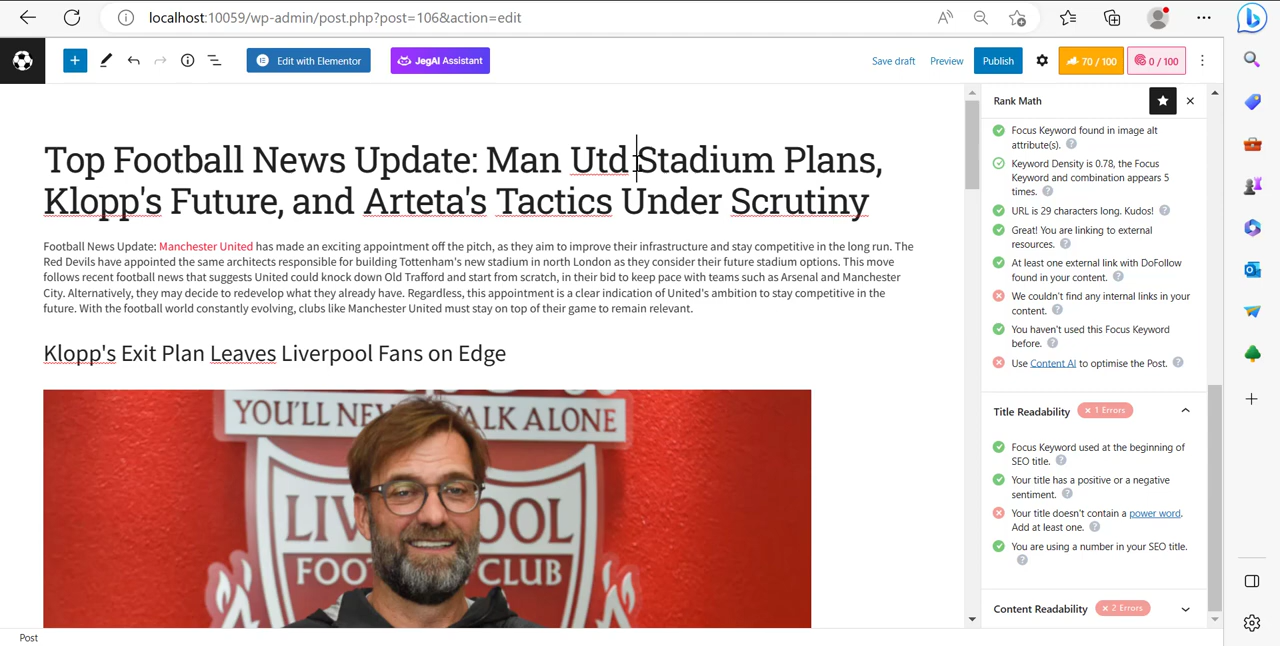 localhost:10059/wp-admin/post.php?post=106&action=edit
Edit with Elementor
JegAI Assistant
Save draft
Preview
Publish
70 / 100
0 / 100
Top Football News Update: Man Utd Stadium Plans,
Klopp's Future, and Arteta's Tactics Under Scrutiny
Football News Update: Manchester United has made an exciting appointment off the pitch, as they aim to improve their infrastructure and stay competitive in the long run. The
Red Devils have appointed the same architects responsible for building Tottenham's new stadium in north London as they consider their future stadium options. This move
follows recent football news that suggests United could knock down Old Trafford and start from scratch, in their bid to keep pace with teams such as Arsenal and Manchester
City. Alternatively, they may decide to redevelop what they already have. Regardless, this appointment is a clear indication of United's ambition to stay competitive in the
future. With the football world constantly evolving, clubs like Manchester United must stay on top of their game to remain relevant.
Klopp's Exit Plan Leaves Liverpool Fans on Edge
YOU'LL NEV WALK ALONE
LIV POOL
FOO CLUB
Post
Rank Math
Focus Keyword found in image alt
attribute(s).
Keyword Density is 0.78, the Focus
Keyword and combination appears 5
times.
URL is 29 characters long. Kudos!
Great! You are linking to external
resources.
At least one external link with DoFollow
found in your content.
We couldn't find any internal links in your
content.
You haven't used this Focus Keyword
before.
Use Content AI to optimise the Post.
Title Readability
× 1 Errors
Focus Keyword used at the beginning of
SEO title.
Your title has a positive or a negative
sentiment.
Your title doesn't contain a power word.
Add at least one.
You are using a number in your SEO title.
Content Readability
× 2 Errors